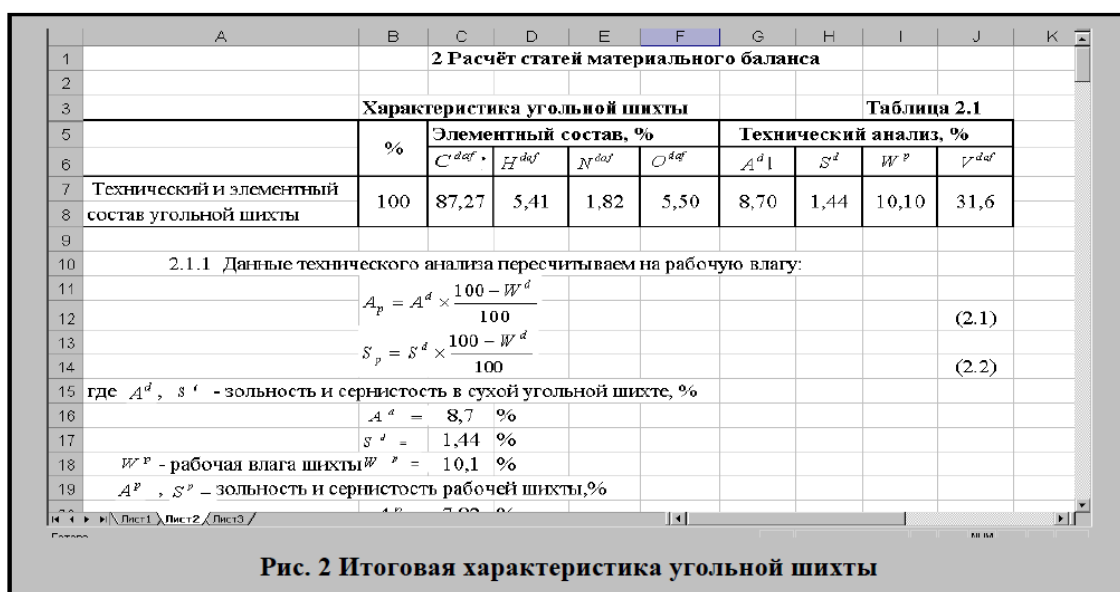 A B C D E F G H I J K
1 2 Расчёт статей материального баланса
2
3 Характеристика угольной шихты Таблица 2.1
5 % Элементный состав, % Технический анализ, %
6 C^daf, H^daf N^daf O^daf A^d1 S^d W^p V^daf
7 Технический и элементный 100 87,27 5,41 1,82 5,50 8,70 1,44 10,10 31,6
8 состав угольной шихты
9
10 2.1.1 Данные технического анализа пересчитываем на рабочую влагу:
11 A_p = A^d × (100 − W^d) / 100
12 (2.1)
13 S_p = S^d × (100 − W^d) / 100
14 (2.2)
15 где A^d, S^ - зольность и сернистость в сухой угольной шихте, %
16 A^d = 8,7 %
17 S^d = 1,44 %
18 W^p - рабочая влага шихты W^p = 10,1 %
19 A^p, S^p – зольность и сернистость рабочей шихты,%
Лист1 Лист2 Лист3
Рис. 2 Итоговая характеристика угольной шихты